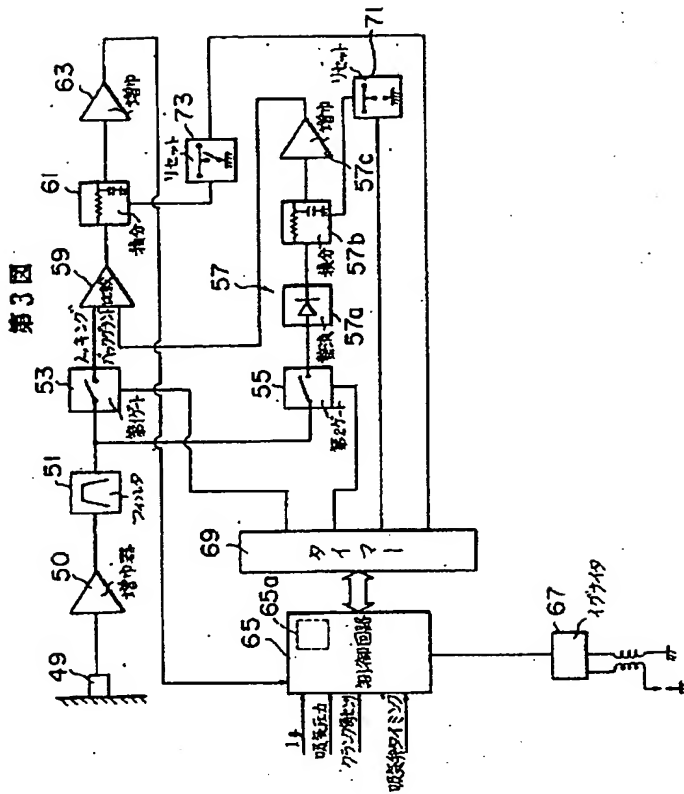 第3図
49
50
増巾器
51
フィルタ
53
第1ゲート
ノッキング
バックグランド
59
比較
61
積分
63
増巾
73
リセット
55
第2ゲート
57
57a
整流
57b
積分
57c
増巾
71
リセット
69
タイマー
65
65a
制御回路
吸気圧力
クランク角センサ
吸気弁タイミング
67
イグナイタ